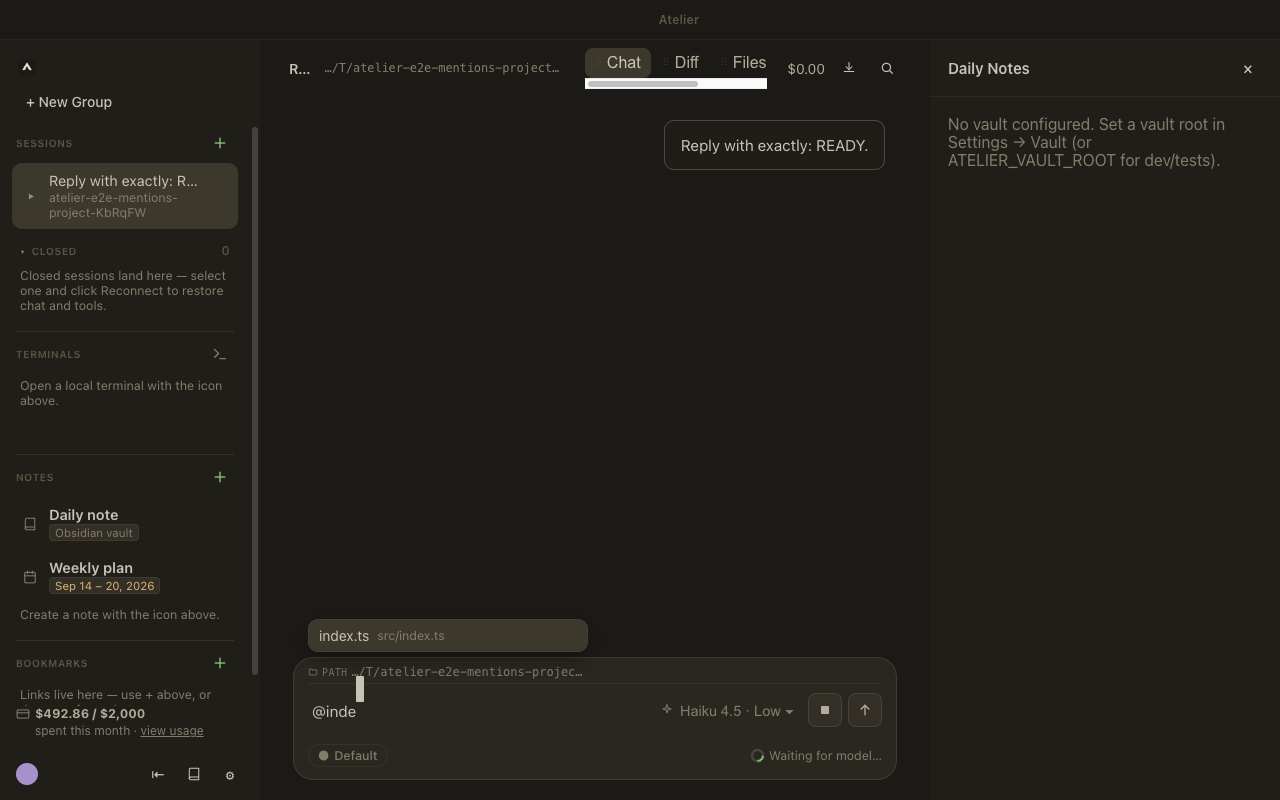 Atelier
+ New Group
SESSIONS
Reply with exactly: R...
atelier-e2e-mentions-
project-KbRqFW
CLOSED 0
Closed sessions land here — select
one and click Reconnect to restore
chat and tools.
TERMINALS
Open a local terminal with the icon
above.
NOTES
Daily note
Obsidian vault
Weekly plan
Sep 14 – 20, 2026
Create a note with the icon above.
BOOKMARKS
Links live here — use + above, or
$492.86 / $2,000
spent this month · view usage
R... …/T/atelier-e2e-mentions-project…
Chat Diff Files $0.00
Reply with exactly: READY.
index.ts src/index.ts
PATH …/T/atelier-e2e-mentions-projec…
@inde
Haiku 4.5 · Low
Default
Waiting for model...
Daily Notes
No vault configured. Set a vault root in
Settings → Vault (or
ATELIER_VAULT_ROOT for dev/tests).